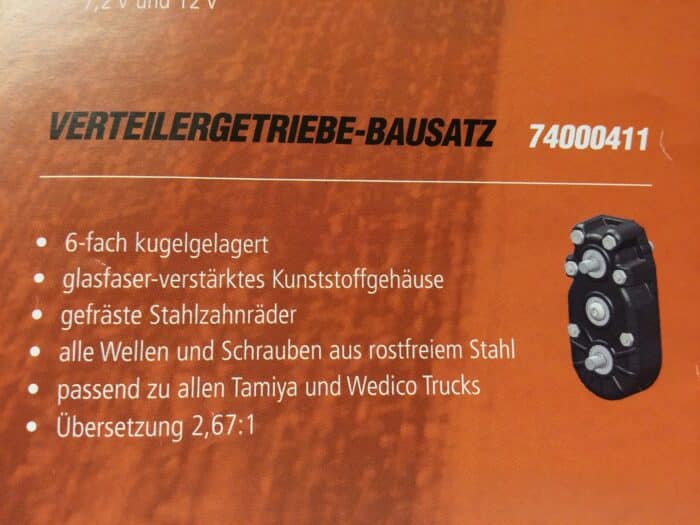 7,2 V und 12 V
VERTEILERGETRIEBE-BAUSATZ 74000411
• 6-fach kugelgelagert
• glasfaser-verstärktes Kunststoffgehäuse
• gefräste Stahlzahnräder
• alle Wellen und Schrauben aus rostfreiem Stahl
• passend zu allen Tamiya und Wedico Trucks
• Übersetzung 2,67:1